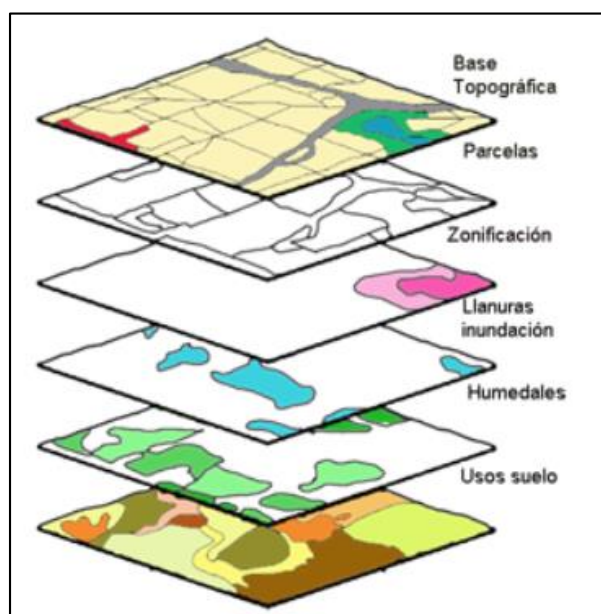 Base
Topográfica
Parcelas
Zonificación
Llanuras
inundación
Humedales
Usos suelo